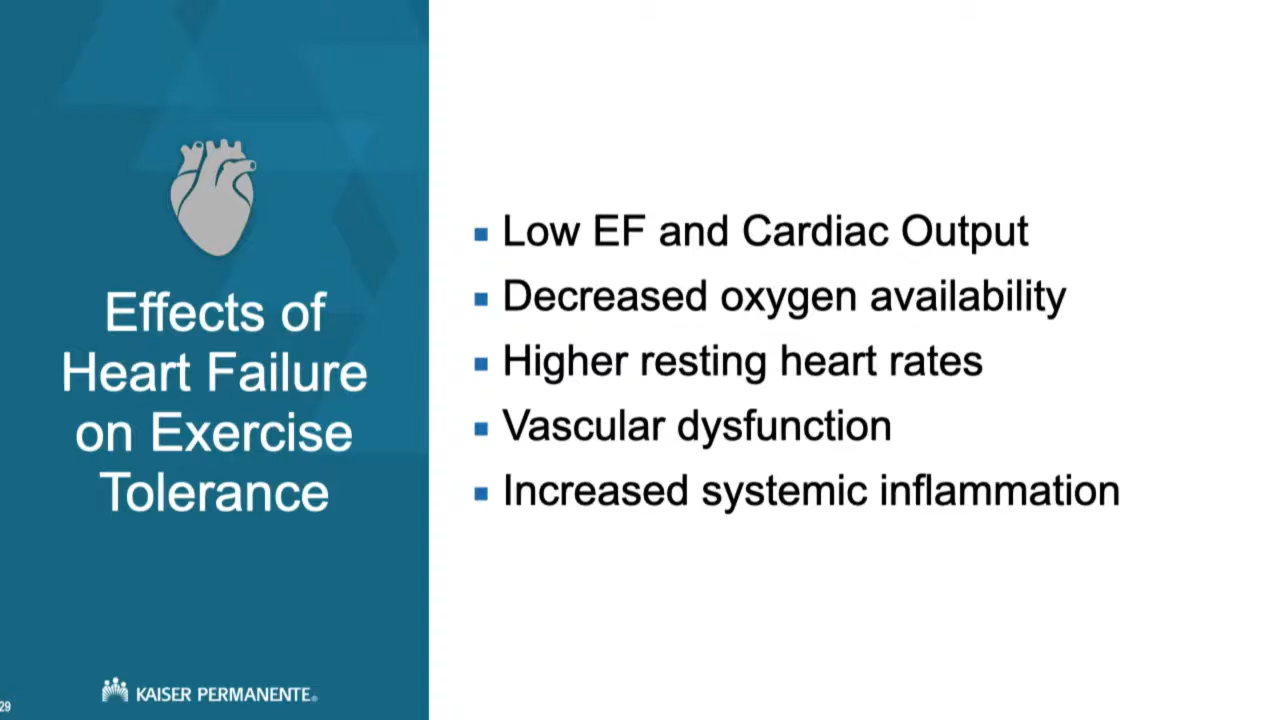 Effects of
Heart Failure
on Exercise
Tolerance
Low EF and Cardiac Output
Decreased oxygen availability
Higher resting heart rates
Vascular dysfunction
Increased systemic inflammation
KAISER PERMANENTE®
29